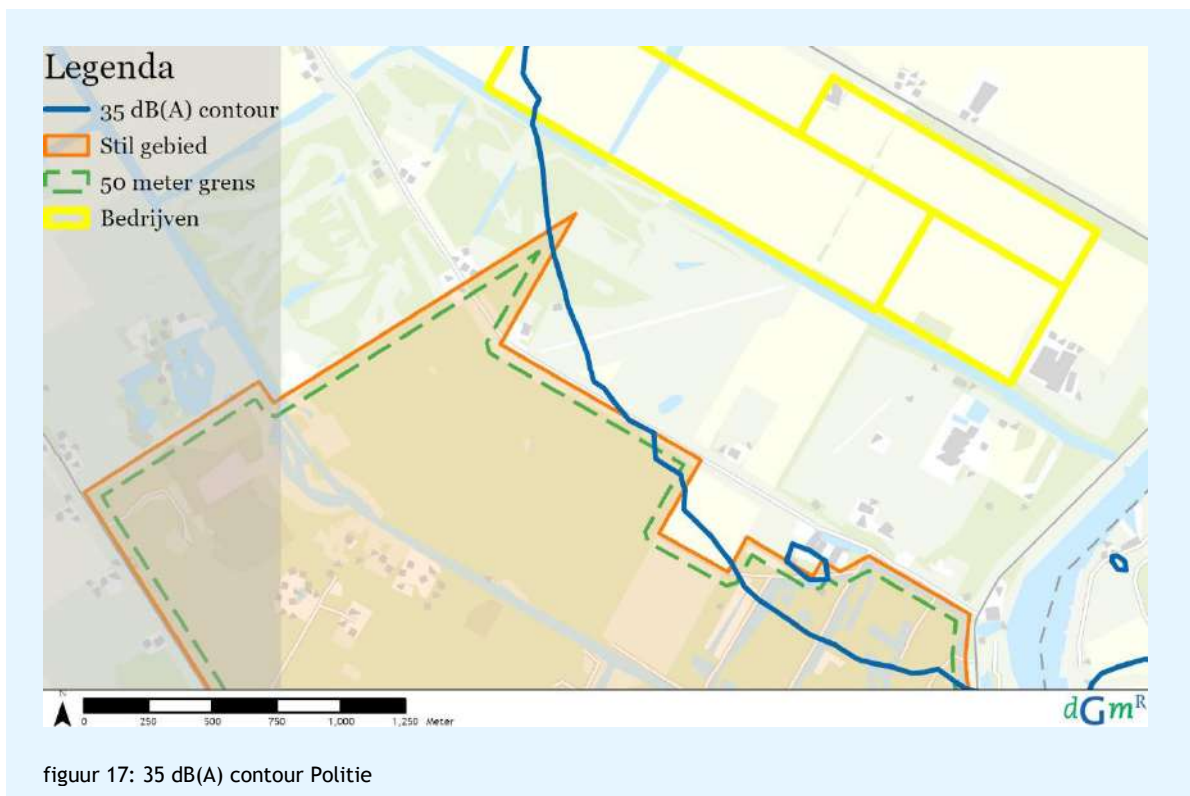 Legenda
35 dB(A) contour
Stil gebied
50 meter grens
Bedrijven
N
0 250 500 750 1,000 1,250 Meter
dGmR
figuur 17: 35 dB(A) contour Politie